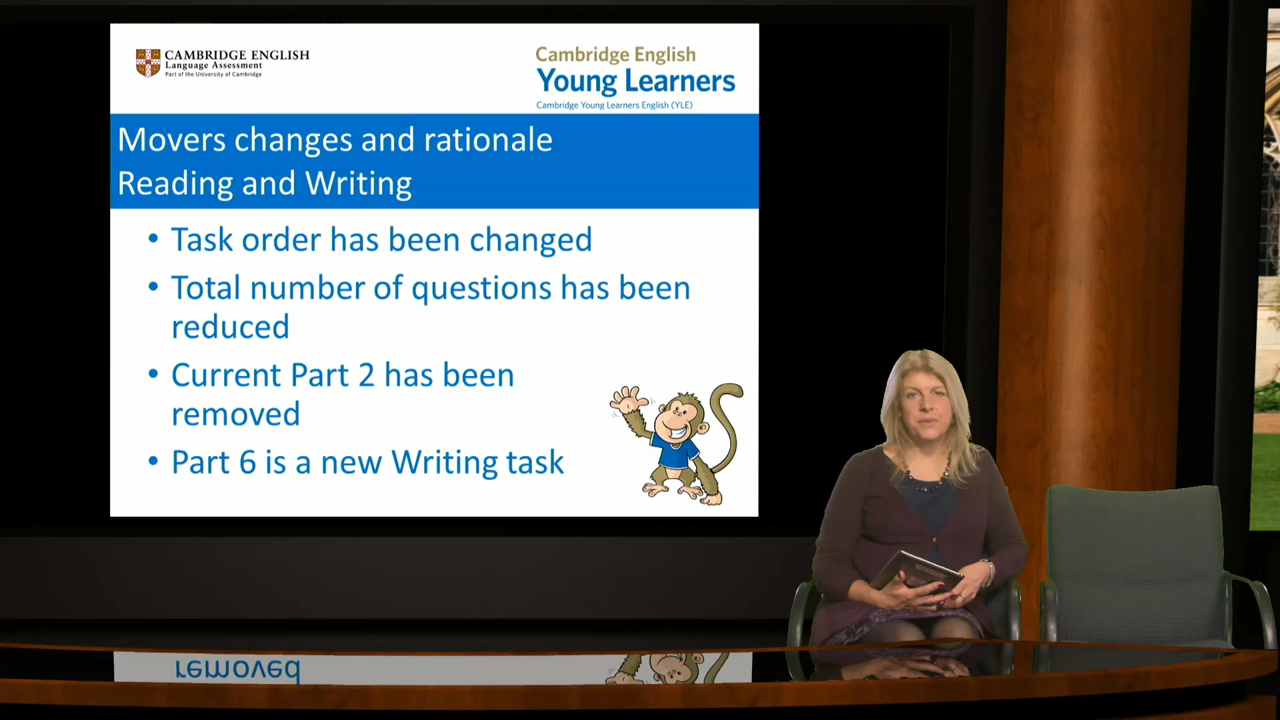 CAMBRIDGE ENGLISH
Language Assessment
Part of the University of Cambridge
Cambridge English
Young Learners
Cambridge Young Learners English (YLE)
Movers changes and rationale
Reading and Writing
• Task order has been changed
• Total number of questions has been
reduced
• Current Part 2 has been
removed
• Part 6 is a new Writing task
removed